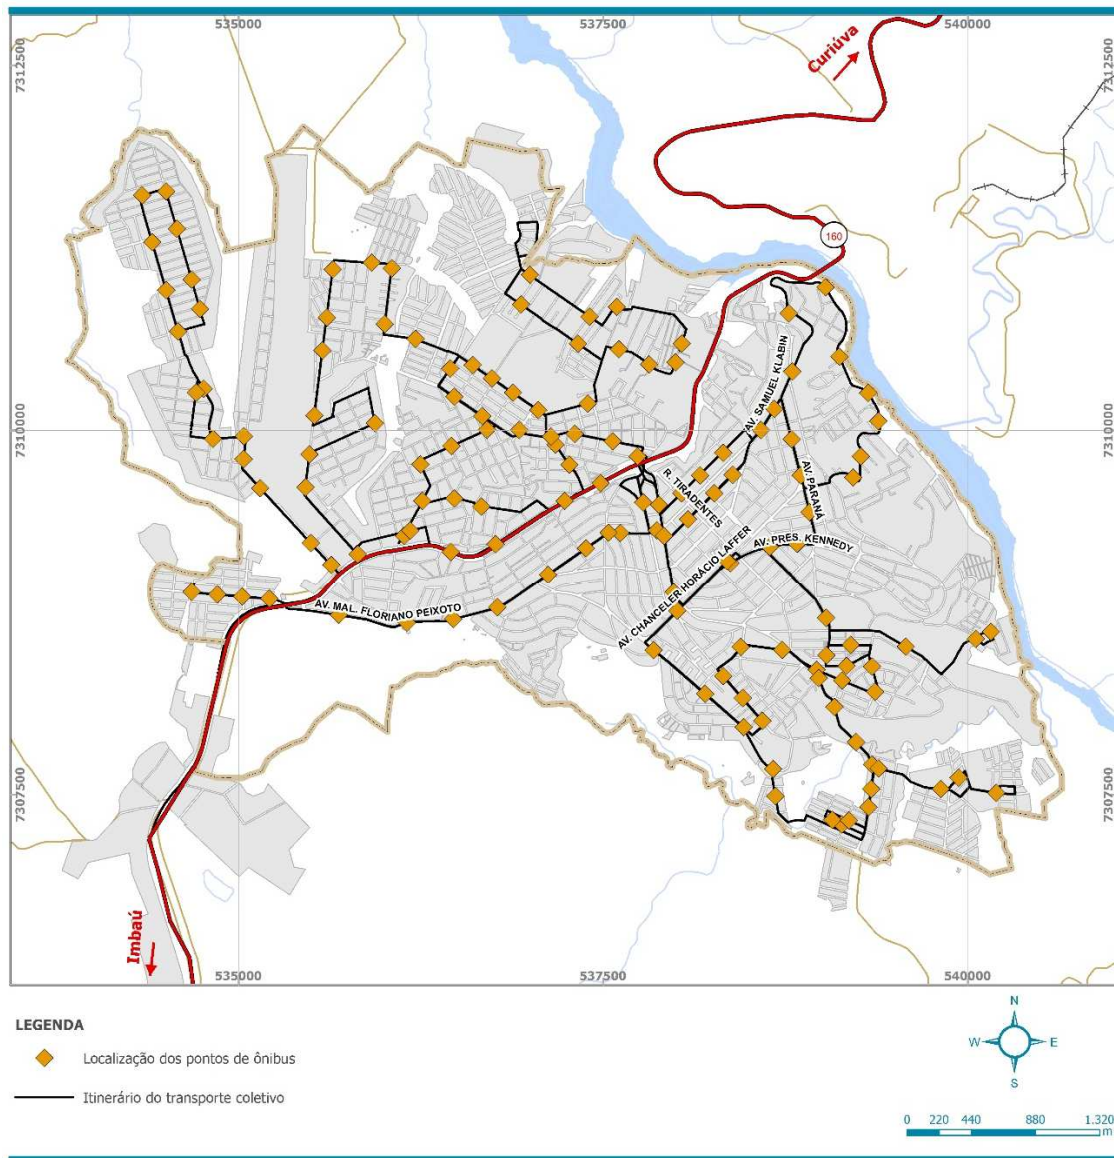 535000
537500
540000
7312500
7312500
Curiúva
160
AV. SAMUEL KLABIN
7310000
7310000
R. TIRADENTES
AV. PARANÁ
AV. PRES. KENNEDY
AV. CHANCELER HORÁCIO LAFFER
AV. MAL. FLORIANO PEIXOTO
7307500
7307500
Imbaú
535000
537500
540000
LEGENDA
Localização dos pontos de ônibus
Itinerário do transporte coletivo
N
W
E
S
0 220 440 880 1.320
m